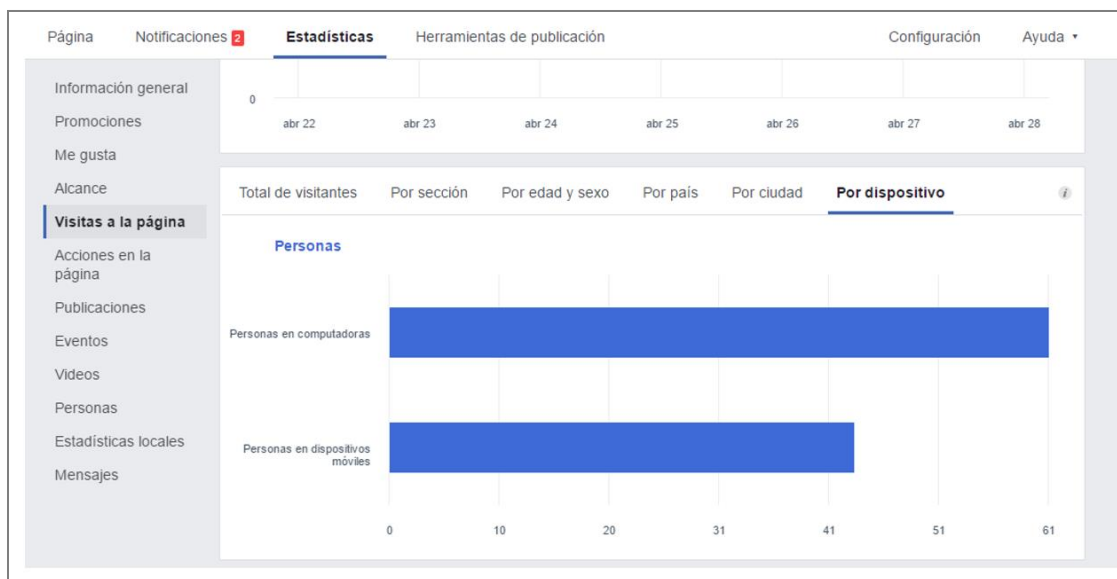 Página Notificaciones 2 Estadísticas Herramientas de publicación Configuración Ayuda
Información general
Promociones
Me gusta
Alcance
Visitas a la página
Acciones en la
página
Publicaciones
Eventos
Videos
Personas
Estadísticas locales
Mensajes
0
abr 22 abr 23 abr 24 abr 25 abr 26 abr 27 abr 28
Total de visitantes Por sección Por edad y sexo Por país Por ciudad Por dispositivo i
Personas
Personas en computadoras
Personas en dispositivos
móviles
0 10 20 31 41 51 61